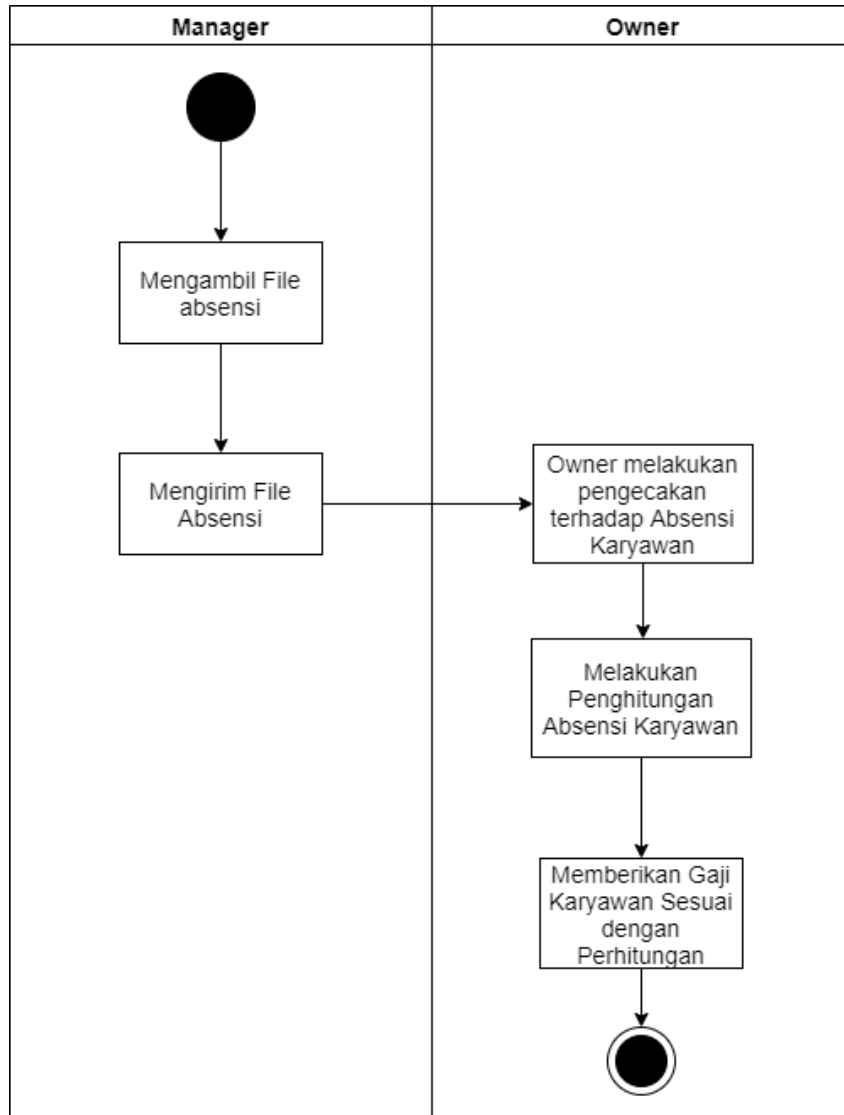 Manager
Owner
Mengambil File
absensi
Mengirim File
Absensi
Owner melakukan
pengecakan
terhadap Absensi
Karyawan
Melakukan
Penghitungan
Absensi Karyawan
Memberikan Gaji
Karyawan Sesuai
dengan
Perhitungan